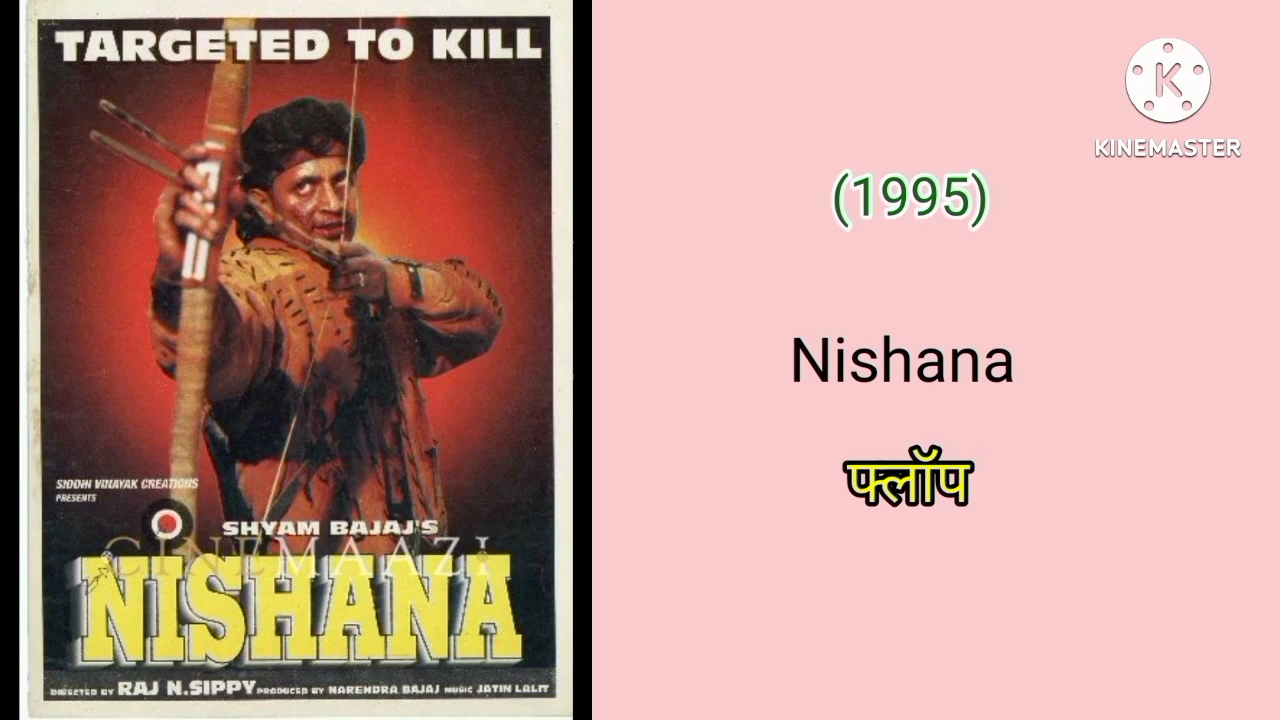 TARGETED TO KILL
SIDDHI VINAYAK CREATIONS
PRESENTS
SHYAM BAJAJ'S
CINEMAAZI
NISHANA
DIRECTED BY RAJ N.SIPPY PRODUCED BY NARENDRA BAJAJ MUSIC JATIN LALIT
K
KINEMASTER
(1995)
Nishana
फ्लॉप